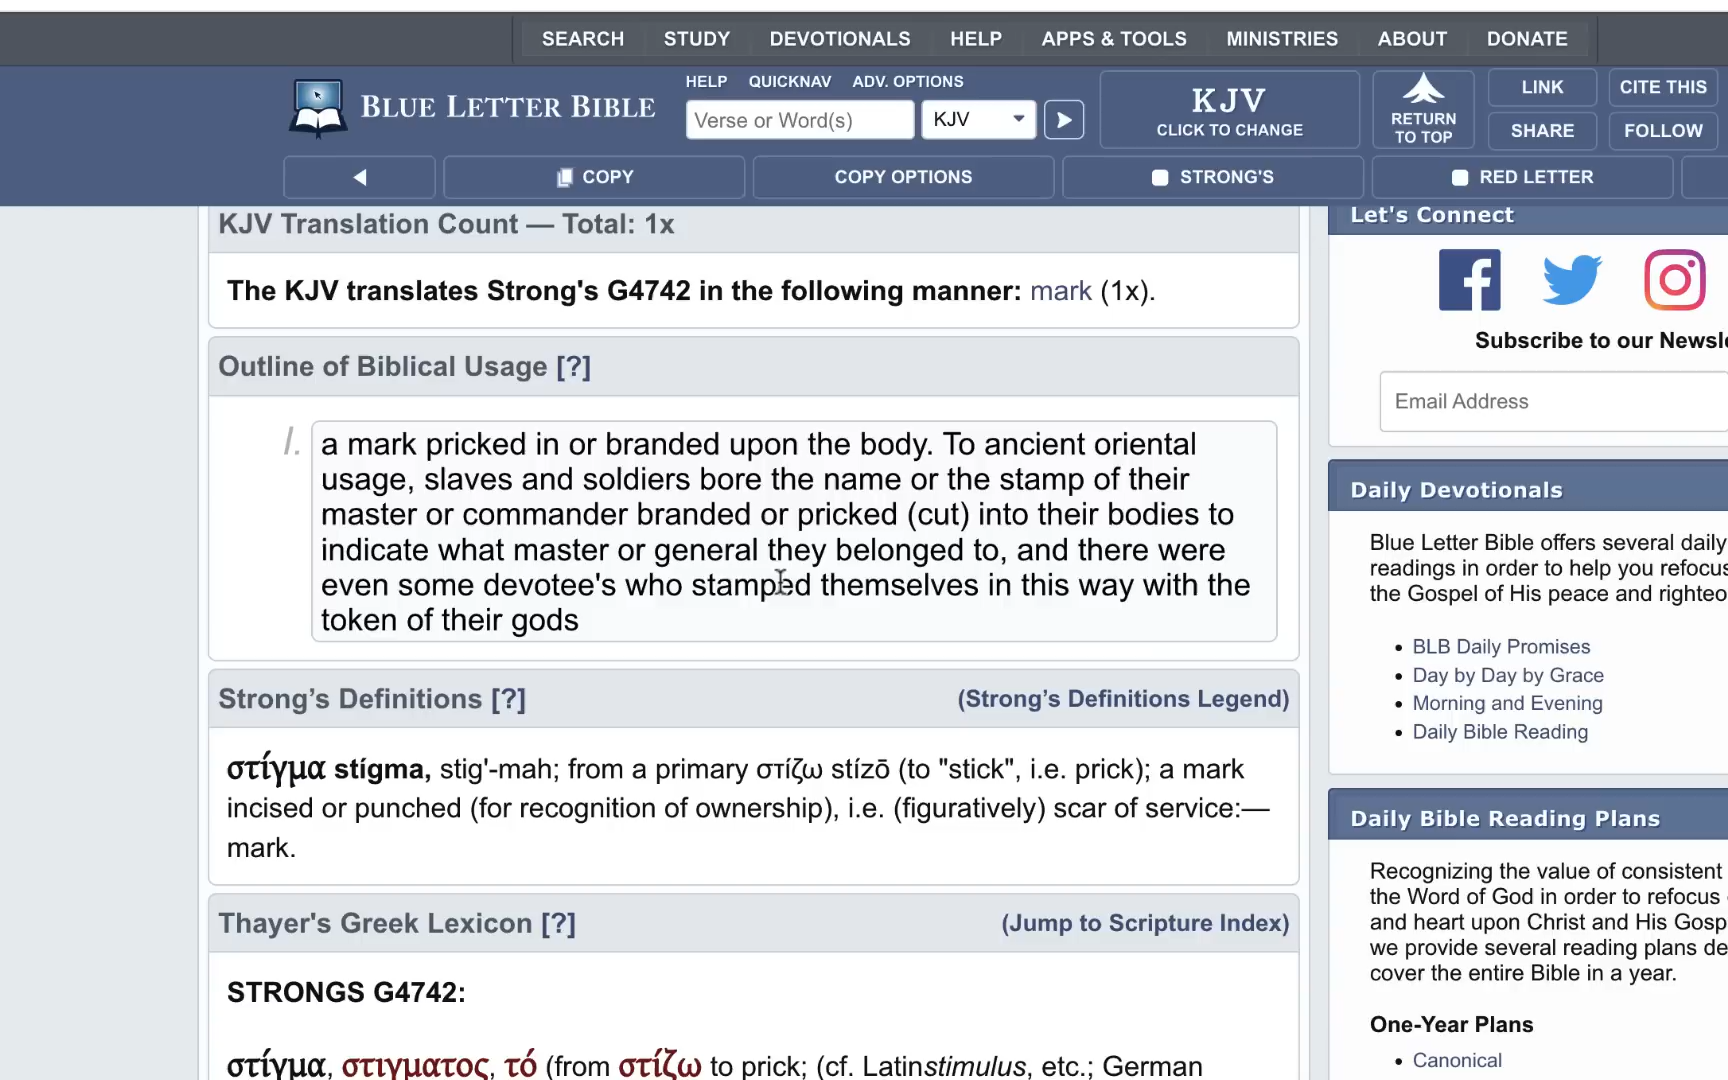 SEARCH STUDY DEVOTIONALS HELP APPS & TOOLS MINISTRIES ABOUT DONATE
BLUE LETTER BIBLE
HELP QUICKNAV ADV. OPTIONS
Verse or Word(s) KJV
KJV
CLICK TO CHANGE
RETURN
TO TOP
LINK CITE THIS
SHARE FOLLOW
COPY COPY OPTIONS STRONG'S RED LETTER
KJV Translation Count — Total: 1x
The KJV translates Strong's G4742 in the following manner: mark (1x).
Outline of Biblical Usage [?]
I. a mark pricked in or branded upon the body. To ancient oriental
usage, slaves and soldiers bore the name or the stamp of their
master or commander branded or pricked (cut) into their bodies to
indicate what master or general they belonged to, and there were
even some devotee's who stamped themselves in this way with the
token of their gods
Strong’s Definitions [?] (Strong’s Definitions Legend)
στίγμα stígma, stig'-mah; from a primary στίζω stízō (to "stick", i.e. prick); a mark
incised or punched (for recognition of ownership), i.e. (figuratively) scar of service:—
mark.
Thayer's Greek Lexicon [?] (Jump to Scripture Index)
STRONGS G4742:
στίγμα, στιγματος, τό (from στίζω to prick; (cf. Latinstimulus, etc.; German
Let's Connect
Subscribe to our Newsle
Email Address
Daily Devotionals
Blue Letter Bible offers several daily
readings in order to help you refocus
the Gospel of His peace and righteo
• BLB Daily Promises
• Day by Day by Grace
• Morning and Evening
• Daily Bible Reading
Daily Bible Reading Plans
Recognizing the value of consistent
the Word of God in order to refocus
and heart upon Christ and His Gosp
we provide several reading plans de
cover the entire Bible in a year.
One-Year Plans
• Canonical